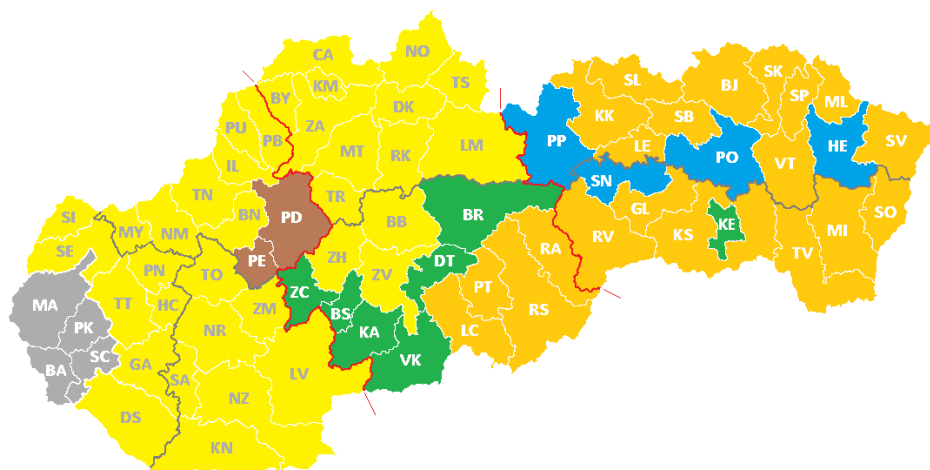 CA
NO
BY
KM
TS
DK
PU
PB
ZA
IL
MT
RK
LM
TN
BN
PD
TR
BB
BR
SI
SE
MY
NM
PE
ZH
ZV
DT
PN
TO
ZC
MA
TT
HC
ZM
BS
KA
VK
PK
NR
BA
SC
GA
SA
LV
DS
NZ
KN
PT
RA
LC
RS
PP
SL
KK
SB
LE
BJ
SK
SP
ML
PO
VT
HE
SV
SN
GL
RV
KS
KE
TV
MI
SO